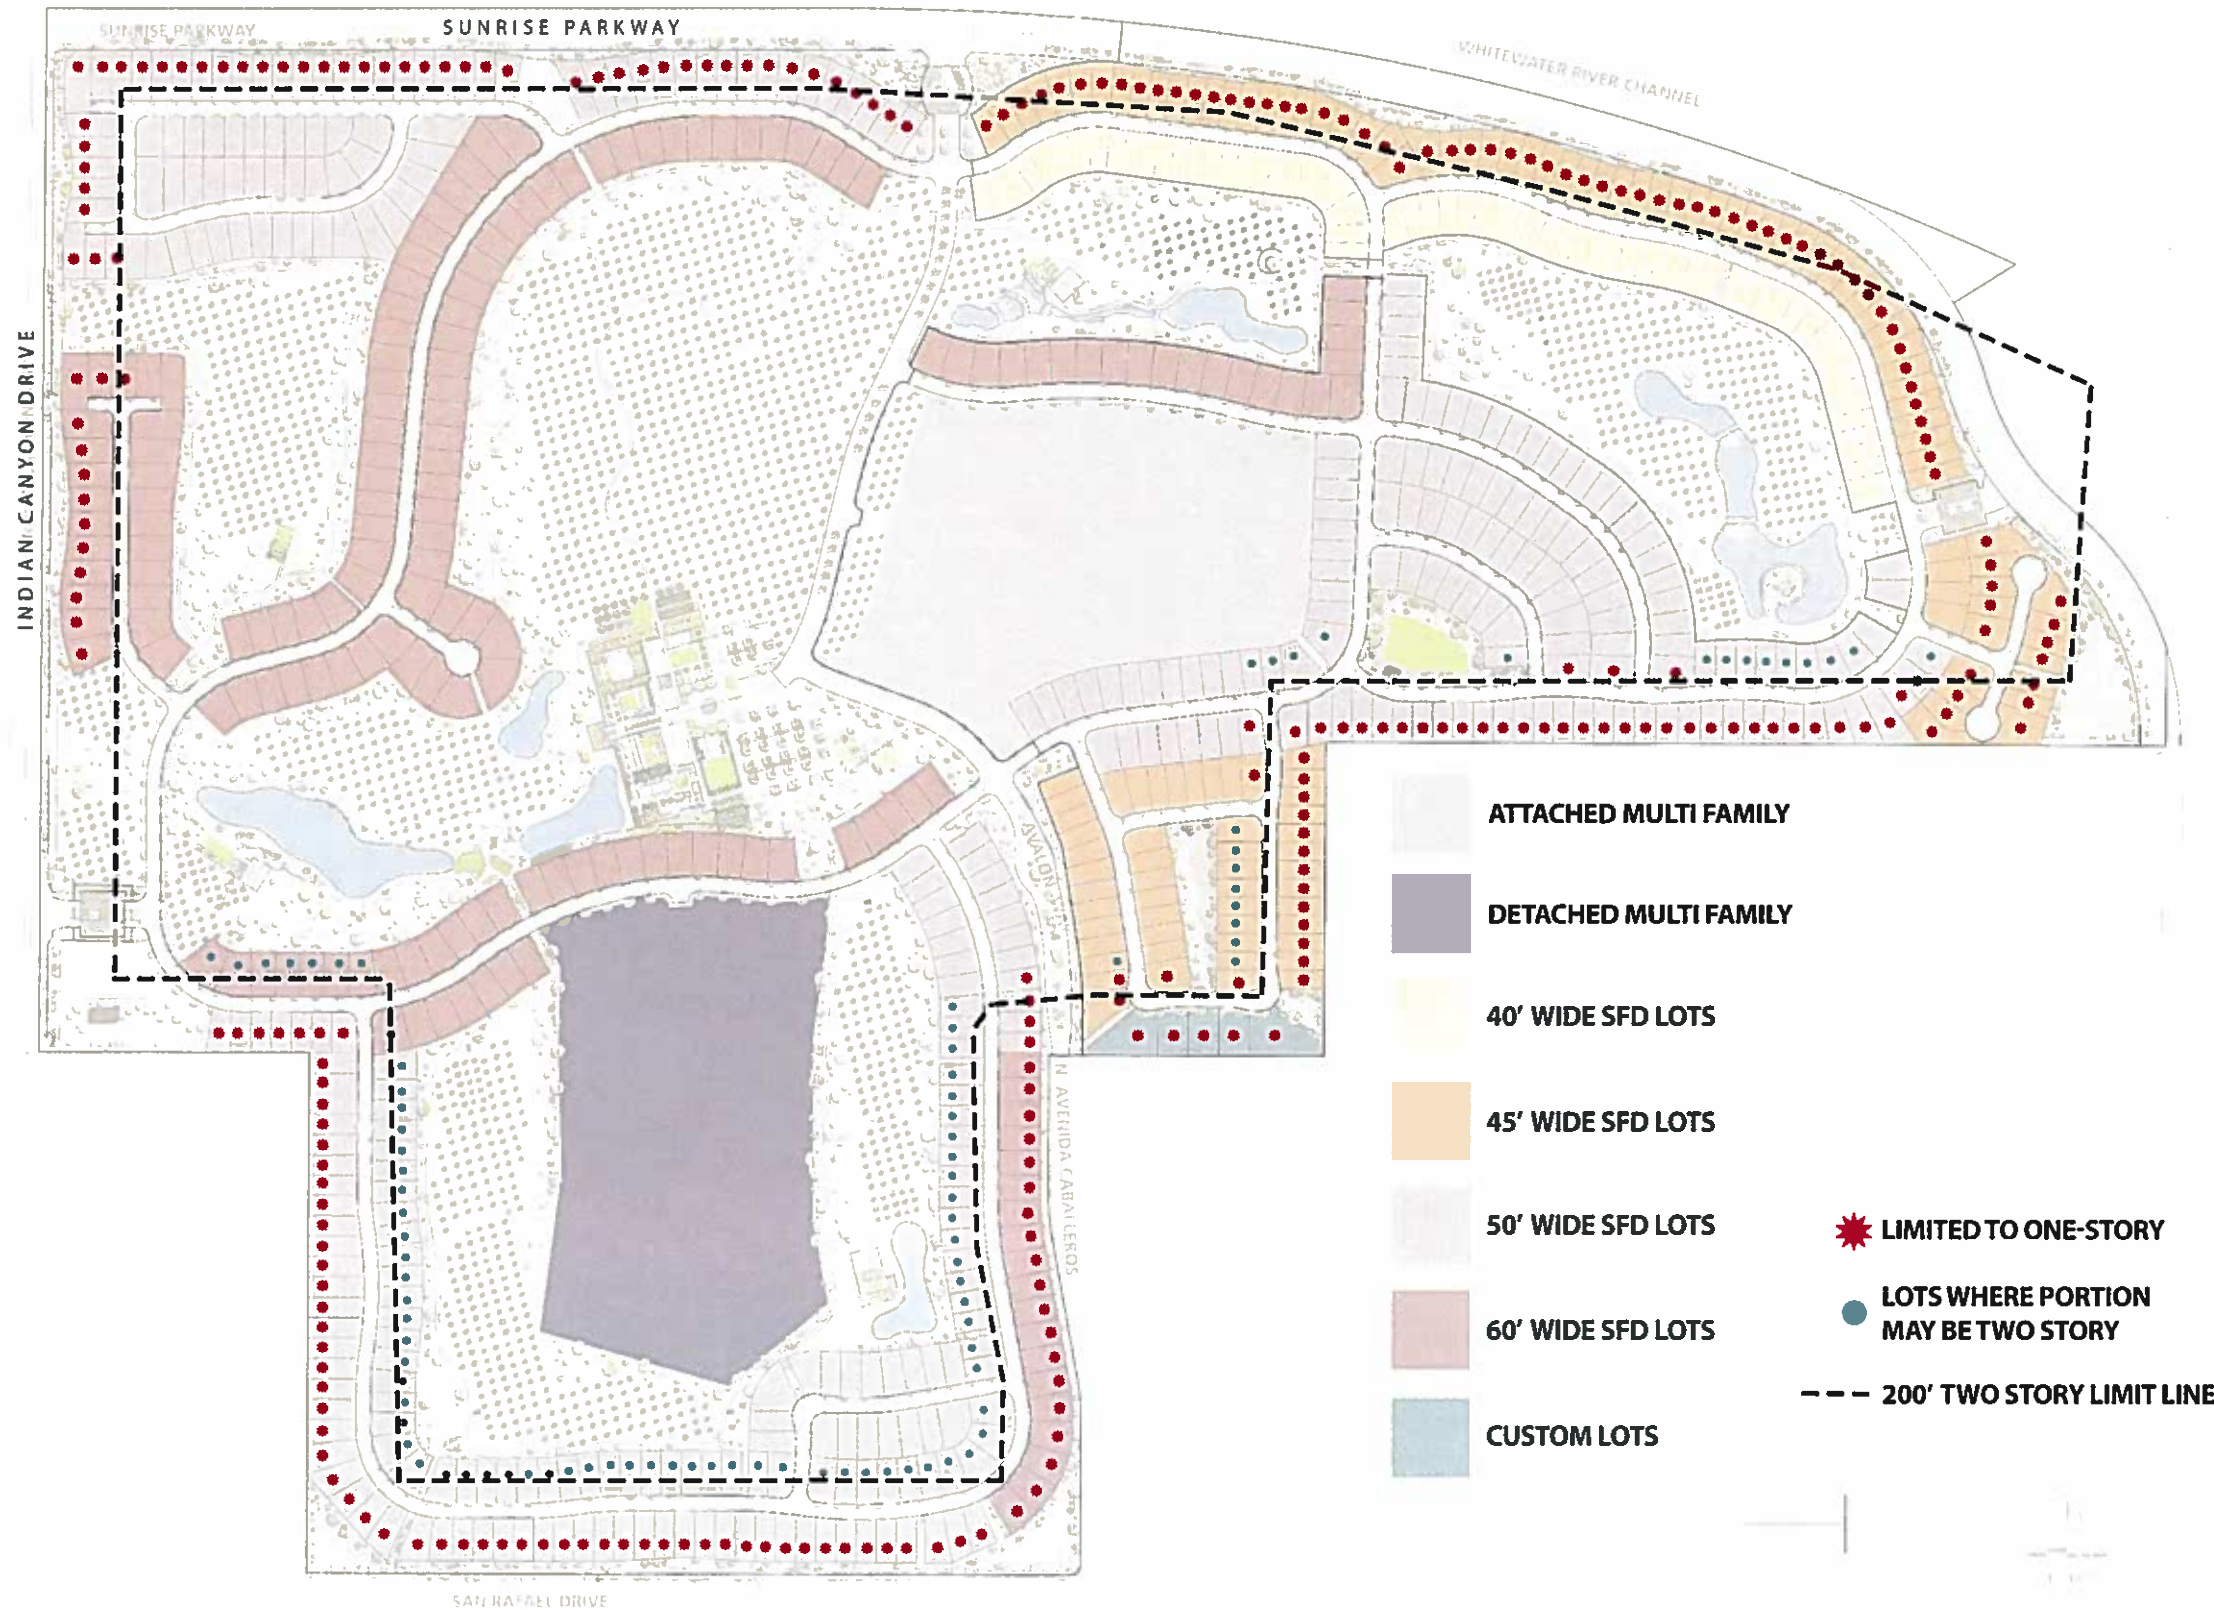 SUNRISE PARKWAY
SUNRISE PARKWAY
WHITEWATER RIVER CHANNEL
INDIAN CANYON DRIVE
AVALON
N AVENIDA CABALLEROS
SAN RAFAEL DRIVE
ATTACHED MULTI FAMILY
DETACHED MULTI FAMILY
40' WIDE SFD LOTS
45' WIDE SFD LOTS
50' WIDE SFD LOTS
60' WIDE SFD LOTS
CUSTOM LOTS
LIMITED TO ONE-STORY
LOTS WHERE PORTION
MAY BE TWO STORY
200' TWO STORY LIMIT LINE